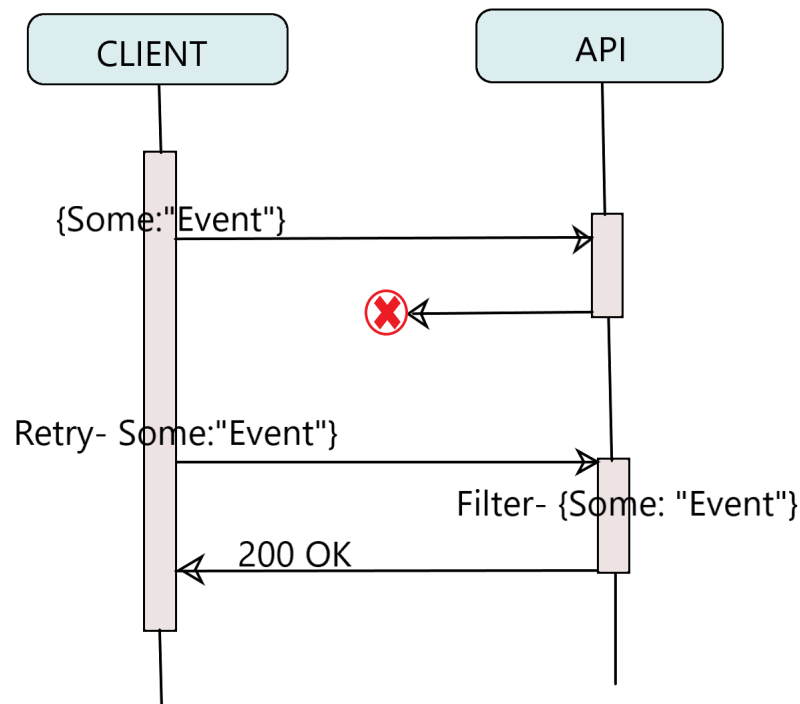 CLIENT
API
{Some:"Event"}
Retry- Some:"Event"}
Filter- {Some: "Event"}
200 OK